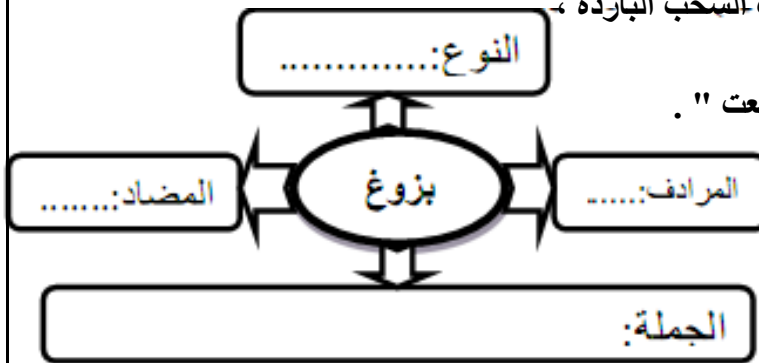 السحب الباردة ،
النوع:..............
عت " .
المرادف:......
بزوغ
المضاد:.......
الجملة: